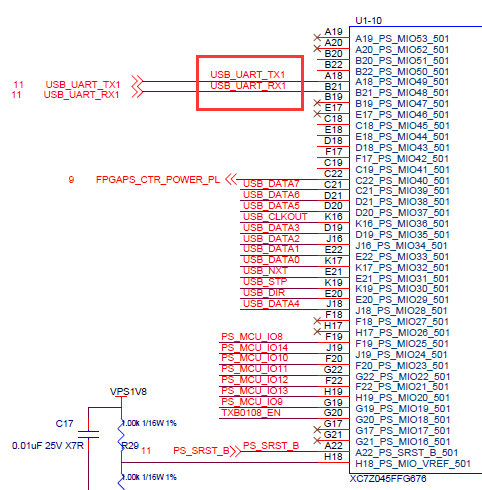 U1-10
A19 A19_PS_MIO53_501
A20 A20_PS_MIO52_501
B20 B20_PS_MIO51_501
B22 B22_PS_MIO50_501
11 USB_UART_TX1 USB_UART_TX1 A18 A18_PS_MIO49_501
11 USB_UART_RX1 USB_UART_RX1 B21 B21_PS_MIO48_501
B19 B19_PS_MIO47_501
E17 E17_PS_MIO46_501
C18 C18_PS_MIO45_501
E18 E18_PS_MIO44_501
D18 D18_PS_MIO43_501
F17 F17_PS_MIO42_501
C19 C19_PS_MIO41_501
9 FPGAPS_CTR_POWER_PL C22 C22_PS_MIO40_501
USB_DATA7 C21 C21_PS_MIO39_501
USB_DATA6 D21 D21_PS_MIO38_501
USB_DATA5 D20 D20_PS_MIO37_501
USB_CLKOUT K16 K16_PS_MIO36_501
USB_DATA3 D19 D19_PS_MIO35_501
USB_DATA2 J16 J16_PS_MIO34_501
USB_DATA1 E22 E22_PS_MIO33_501
USB_DATA0 K17 K17_PS_MIO32_501
USB_NXT E21 E21_PS_MIO31_501
USB_STP K19 K19_PS_MIO30_501
USB_DIR E20 E20_PS_MIO29_501
USB_DATA4 J18 J18_PS_MIO28_501
F18 F18_PS_MIO27_501
H17 H17_PS_MIO26_501
PS_MCU_IO8 F19 F19_PS_MIO25_501
PS_MCU_IO14 J19 J19_PS_MIO24_501
PS_MCU_IO10 F20 F20_PS_MIO23_501
PS_MCU_IO11 G22 G22_PS_MIO22_501
PS_MCU_IO12 F22 F22_PS_MIO21_501
PS_MCU_IO13 H19 H19_PS_MIO20_501
PS_MCU_IO9 G19 G19_PS_MIO19_501
TXB0108_EN G20 G20_PS_MIO18_501
G17 G17_PS_MIO17_501
G21 G21_PS_MIO16_501
11 PS_SRST_B PS_SRST_B A22 A22_PS_SRST_B_501
H18 H18_PS_MIO_VREF_501
XC7Z045FFG676
VPS1V8
C17
0.01uF 25V X7R
1.00k 1/16W 1%
R29
1.00k 1/16W 1%